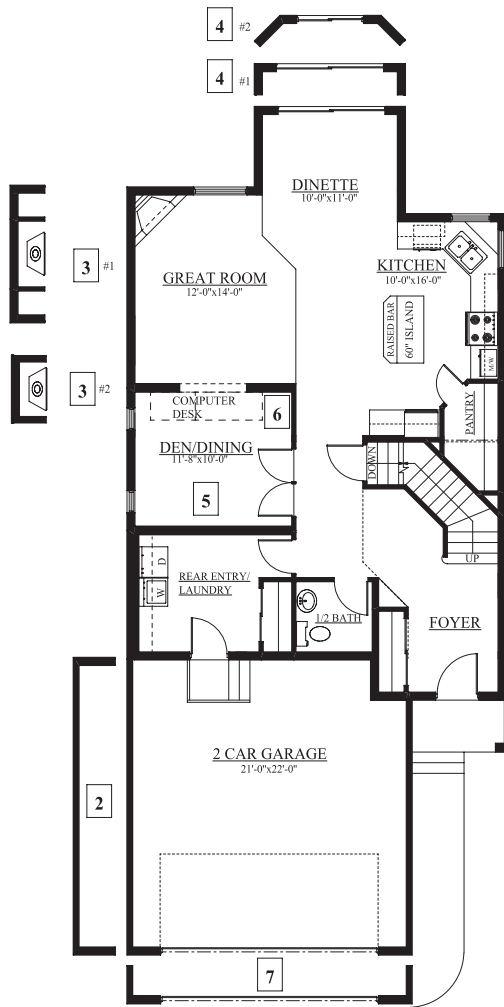 4 #2
4 #1
DINETTE
10'-0"x11'-0"
3 #1
GREAT ROOM
12'-0"x14'-0"
KITCHEN
10'-0"x16'-0"
RAISED BAR
60" ISLAND
M/W
3 #2
COMPUTER
DESK
6
PANTRY
DEN/DINING
11'-8"x10'-0"
DOWN
5
UP
D
W
REAR ENTRY/
LAUNDRY
1/2 BATH
FOYER
2 CAR GARAGE
21'-0"x22'-0"
2
7